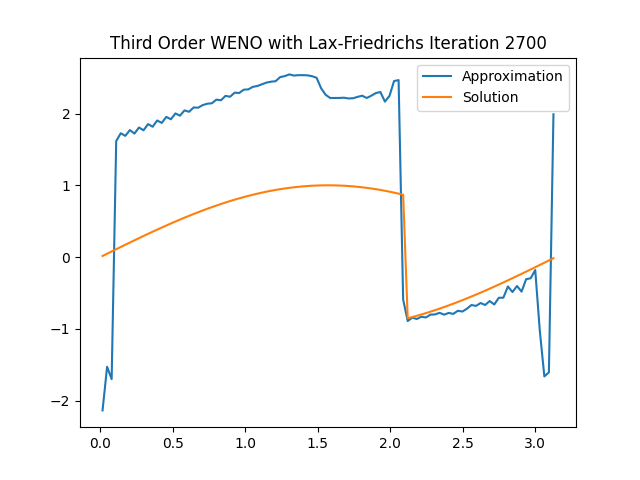 Third Order WENO with Lax-Friedrichs Iteration 2700
Approximation
Solution
2
1
0
−1
−2
0.0 0.5 1.0 1.5 2.0 2.5 3.0